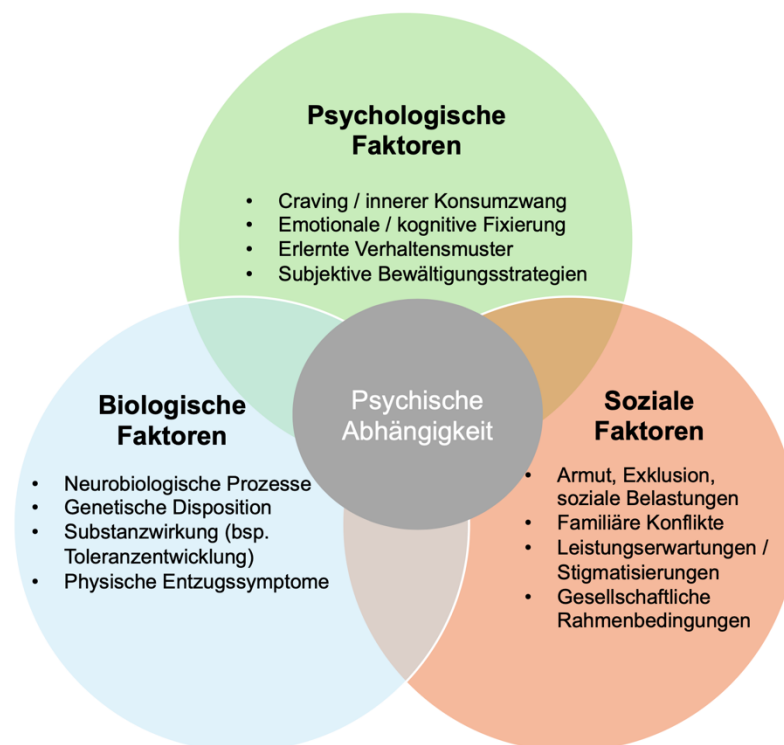 Psychologische
Faktoren
• Craving / innerer Konsumzwang
• Emotionale / kognitive Fixierung
• Erlernte Verhaltensmuster
• Subjektive Bewältigungsstrategien
Psychische
Abhängigkeit
Biologische
Faktoren
• Neurobiologische Prozesse
• Genetische Disposition
• Substanzwirkung (bsp.
Toleranzentwicklung)
• Physische Entzugssymptome
Soziale
Faktoren
• Armut, Exklusion,
soziale Belastungen
• Familiäre Konflikte
• Leistungserwartungen /
Stigmatisierungen
• Gesellschaftliche
Rahmenbedingungen